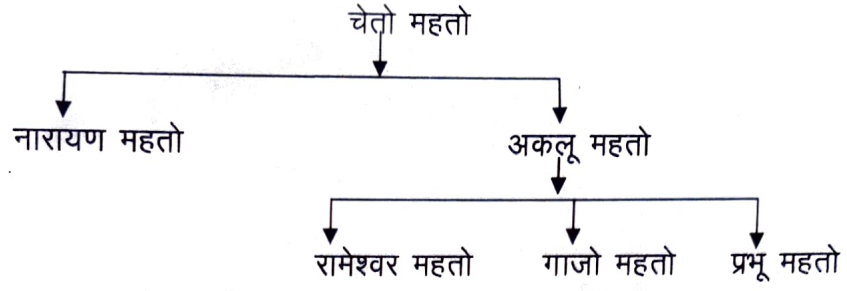 चेतो महतो
नारायण महतो अकलू महतो
रामेश्वर महतो गाजो महतो प्रभू महतो